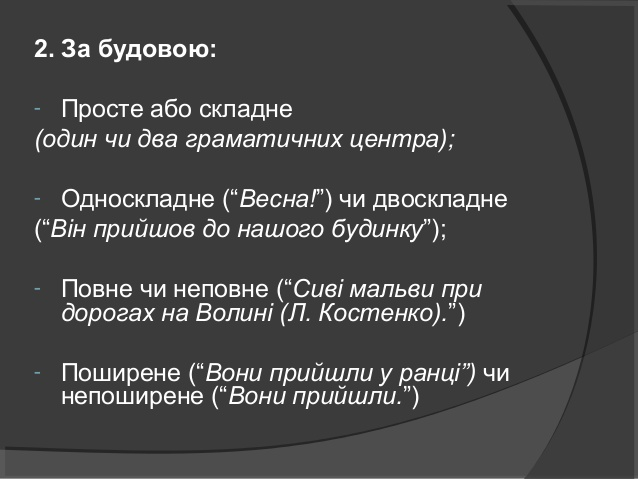 2. За будовою:
- Просте або складне
(один чи два граматичних центра);
- Односкладне (“Весна!”) чи двоскладне
(“Він прийшов до нашого будинку”);
- Повне чи неповне (“Сиві мальви при
дорогах на Волині (Л. Костенко).”)
- Поширене (“Вони прийшли у ранці”) чи
непоширене (“Вони прийшли.”)